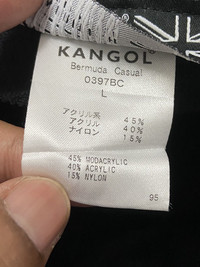 KANGOL
Bermuda Casual
0397BC
L
アクリル系 45%
アクリル 40%
ナイロン 15%
45% MODACRYLIC
40% ACRYLIC
15% NYLON
95